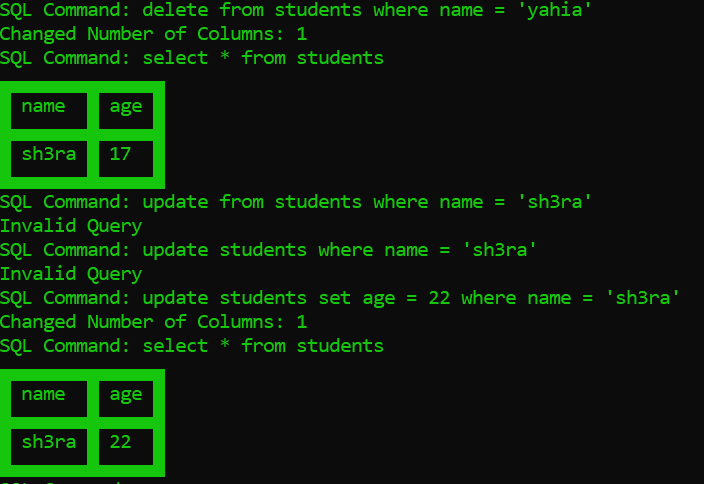 SQL Command: delete from students where name = 'yahia'
Changed Number of Columns: 1
SQL Command: select * from students
name age
sh3ra 17
SQL Command: update from students where name = 'sh3ra'
Invalid Query
SQL Command: update students where name = 'sh3ra'
Invalid Query
SQL Command: update students set age = 22 where name = 'sh3ra'
Changed Number of Columns: 1
SQL Command: select * from students
name age
sh3ra 22